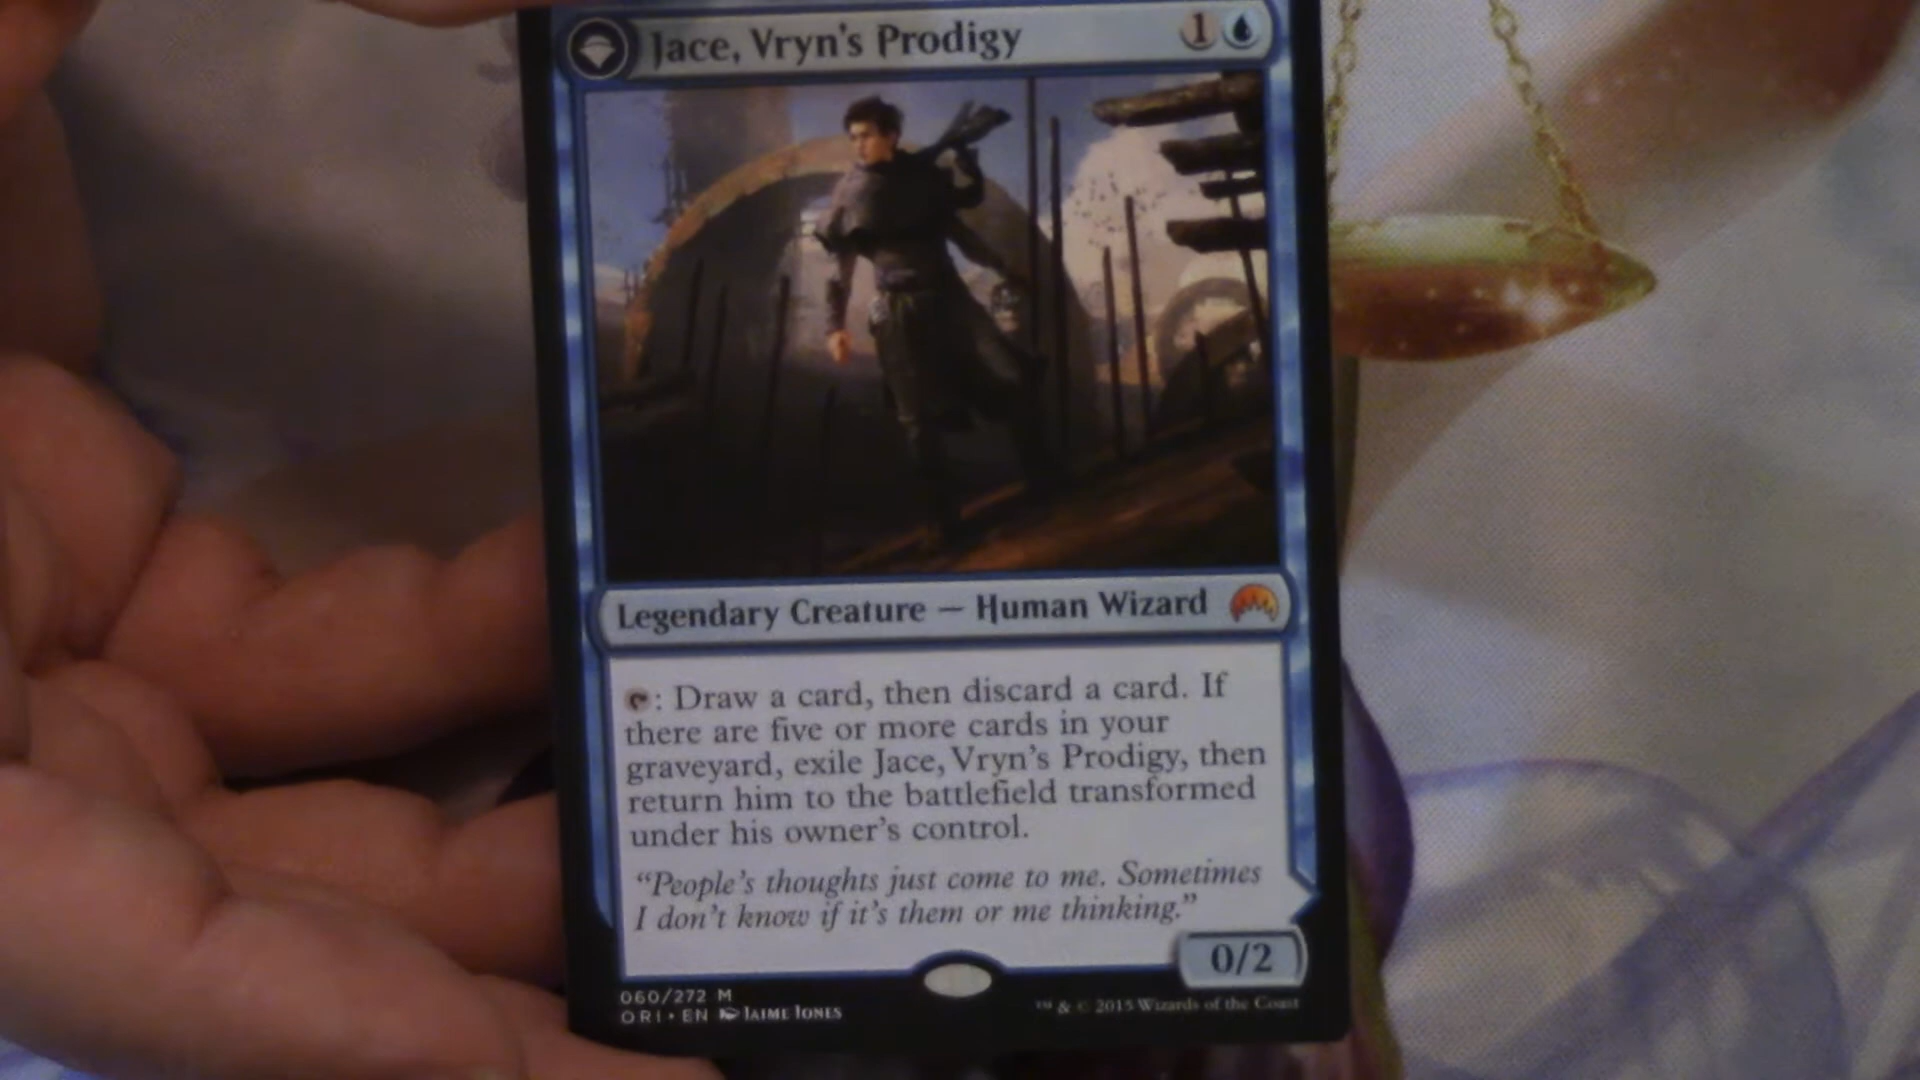 Jace, Vryn's Prodigy 1
Legendary Creature — Human Wizard
: Draw a card, then discard a card. If
there are five or more cards in your
graveyard, exile Jace, Vryn's Prodigy, then
return him to the battlefield transformed
under his owner's control.
“People's thoughts just come to me. Sometimes
I don't know if it's them or me thinking.”
0/2
060/272 M
ORI • EN Jaime Jones
™ & © 2015 Wizards of the Coast